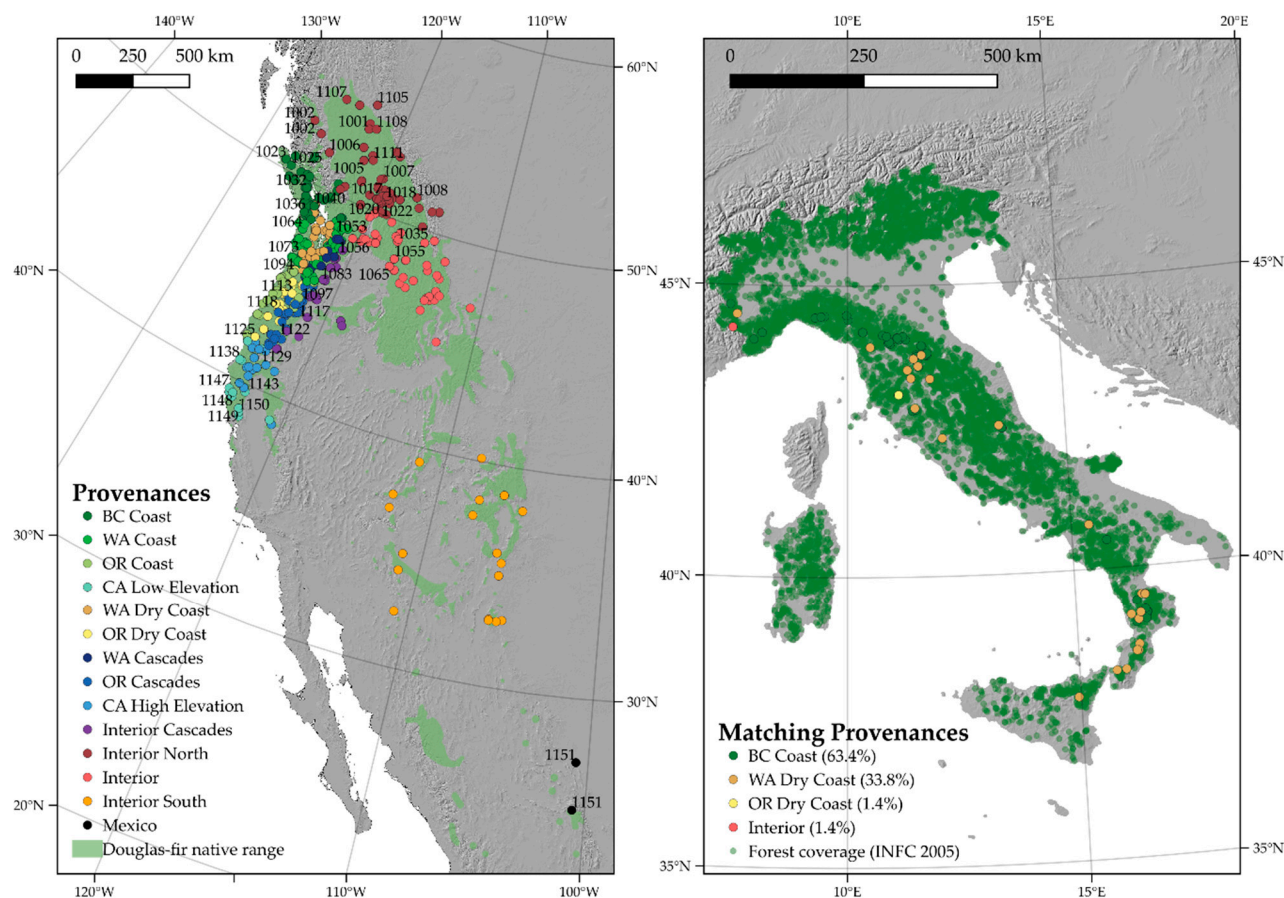 140°W
130°W
120°W
110°W
0
250
500 km
60°N
1107
1105
1002
1001
1108
1002
1006
1111
1023
1025
1005
1007
1032
1017
1018
1008
1040
1036
1020
1022
1064
1053
1035
1073
1056
1055
1094
1083
1065
50°N
40°N
1113
1097
1118
1117
1125
1122
1138
1129
1147
1143
1148
1150
1149
40°N
30°N
30°N
20°N
1151
1151
Provenances
BC Coast
WA Coast
OR Coast
CA Low Elevation
WA Dry Coast
OR Dry Coast
WA Cascades
OR Cascades
CA High Elevation
Interior Cascades
Interior North
Interior
Interior South
Mexico
Douglas-fir native range
120°W
110°W
100°W
10°E
15°E
20°E
0
250
500 km
45°N
45°N
40°N
40°N
35°N
35°N
Matching Provenances
BC Coast (63.4%)
WA Dry Coast (33.8%)
OR Dry Coast (1.4%)
Interior (1.4%)
Forest coverage (INFC 2005)
10°E
15°E